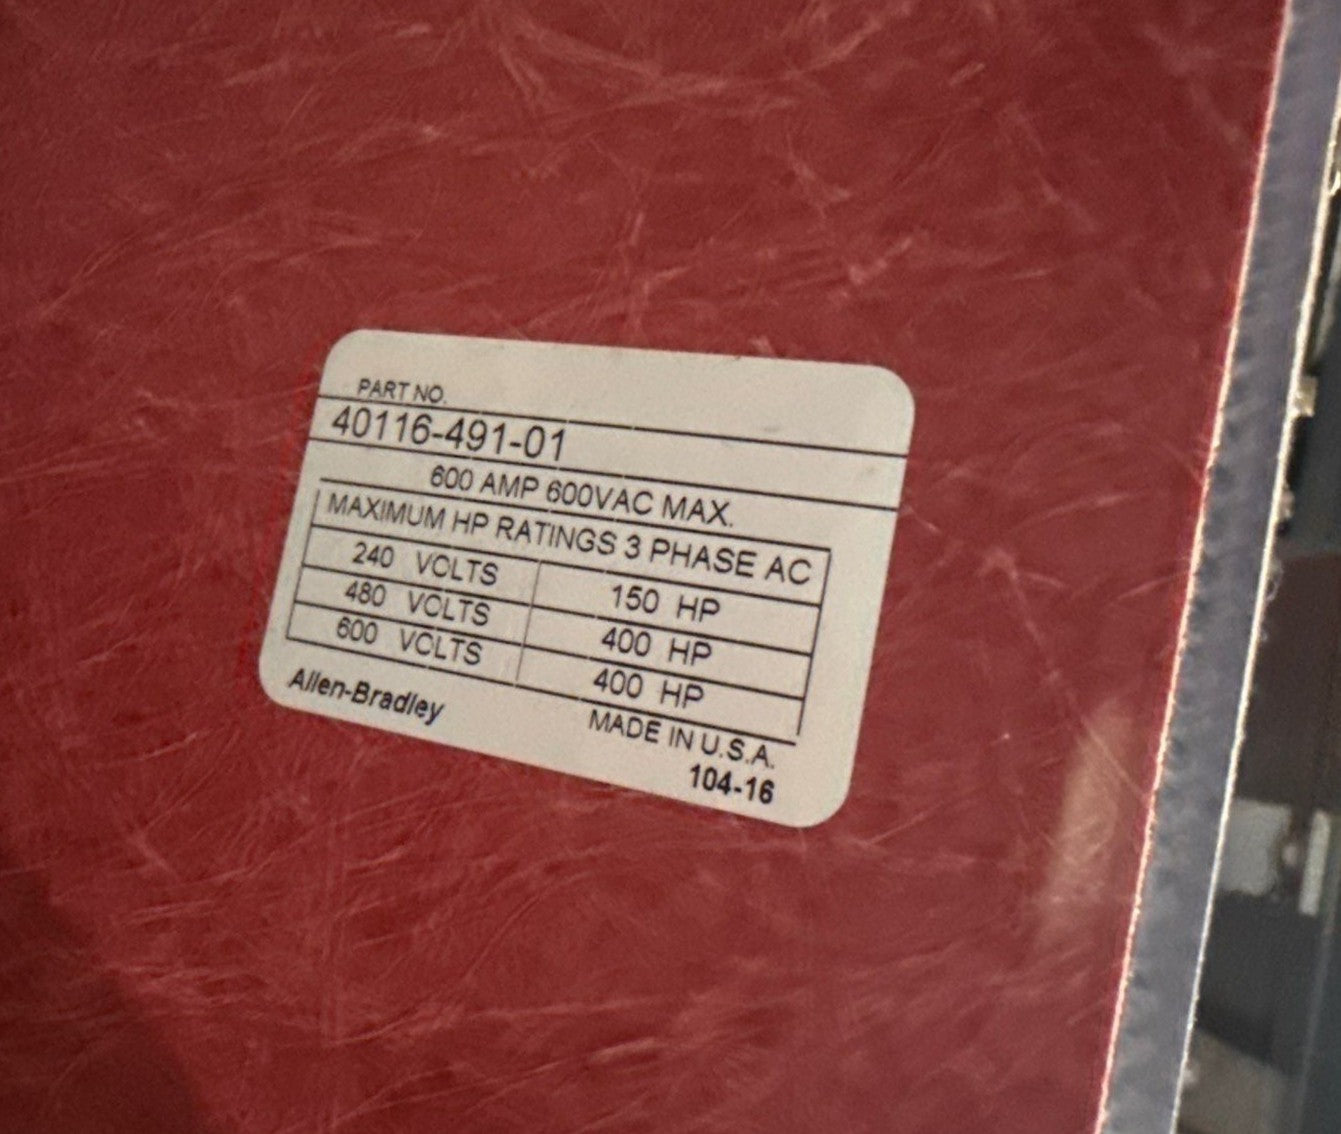 PART NO.
40116-491-01
600 AMP 600VAC MAX.
MAXIMUM HP RATINGS 3 PHASE AC
240 VOLTS 150 HP
480 VOLTS 400 HP
600 VOLTS 400 HP
Allen-Bradley
MADE IN U.S.A.
104-16